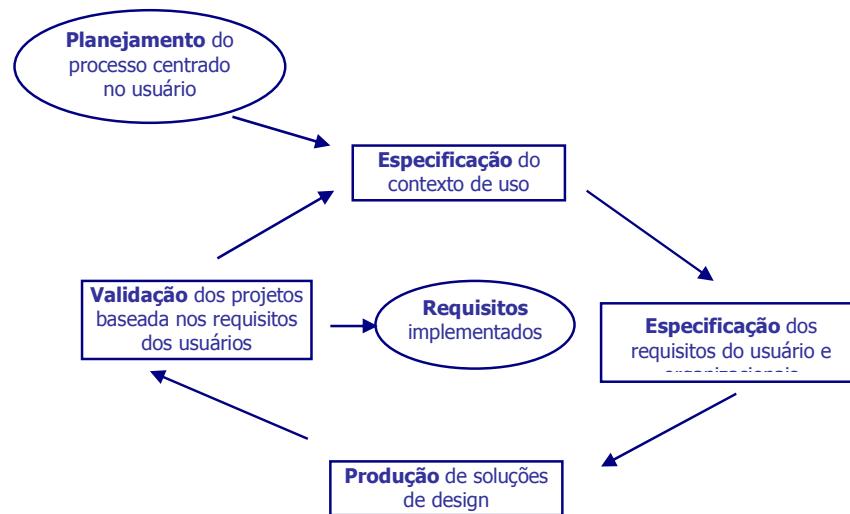 Planejamento do
processo centrado
no usuário
Especificação do
contexto de uso
Validação dos projetos
baseada nos requisitos
dos usuários
Requisitos
implementados
Especificação dos
requisitos do usuário e
organizacionais
Produção de soluções
de design